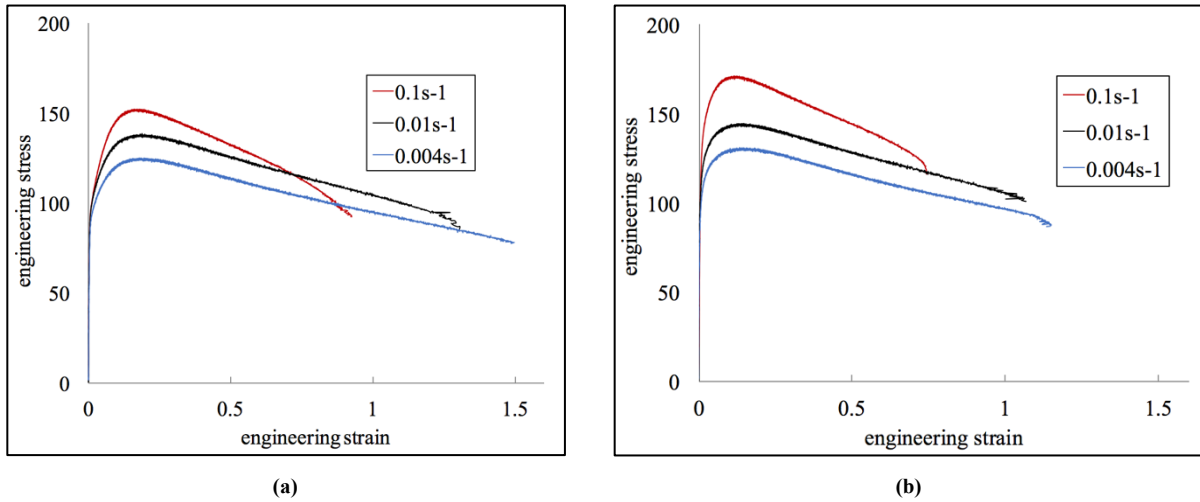 200
150
100
50
0
engineering stress
0.1s-1
0.01s-1
0.004s-1
0 0.5 1 1.5
engineering strain
(a)
200
150
100
50
0
engineering stress
0.1s-1
0.01s-1
0.004s-1
0 0.5 1 1.5
engineering strain
(b)